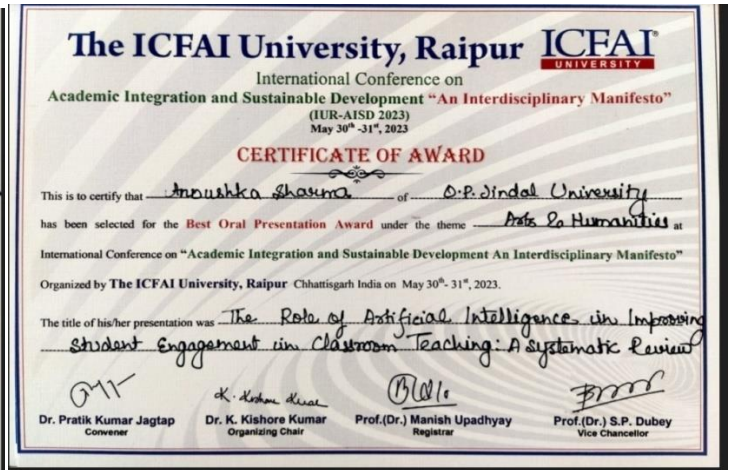 The ICFAI University, Raipur
ICFAI
UNIVERSITY
International Conference on
Academic Integration and Sustainable Development “An Interdisciplinary Manifesto”
(IUR-AISD 2023)
May 30th -31st, 2023
CERTIFICATE OF AWARD
This is to certify that Anoushka Sharma of O.P. Jindal University
has been selected for the Best Oral Presentation Award under the theme Arts & Humanities at
International Conference on “Academic Integration and Sustainable Development An Interdisciplinary Manifesto”
Organized by The ICFAI University, Raipur Chhattisgarh India on May 30th- 31st, 2023.
The title of his/her presentation was The Role of Artificial Intelligence in Improving
Student Engagement in Classroom Teaching: A Systematic Review
K. Kishore Kumar
Dr. Pratik Kumar Jagtap
Convener
Dr. K. Kishore Kumar
Organizing Chair
Prof.(Dr.) Manish Upadhyay
Registrar
Prof.(Dr.) S.P. Dubey
Vice Chancellor